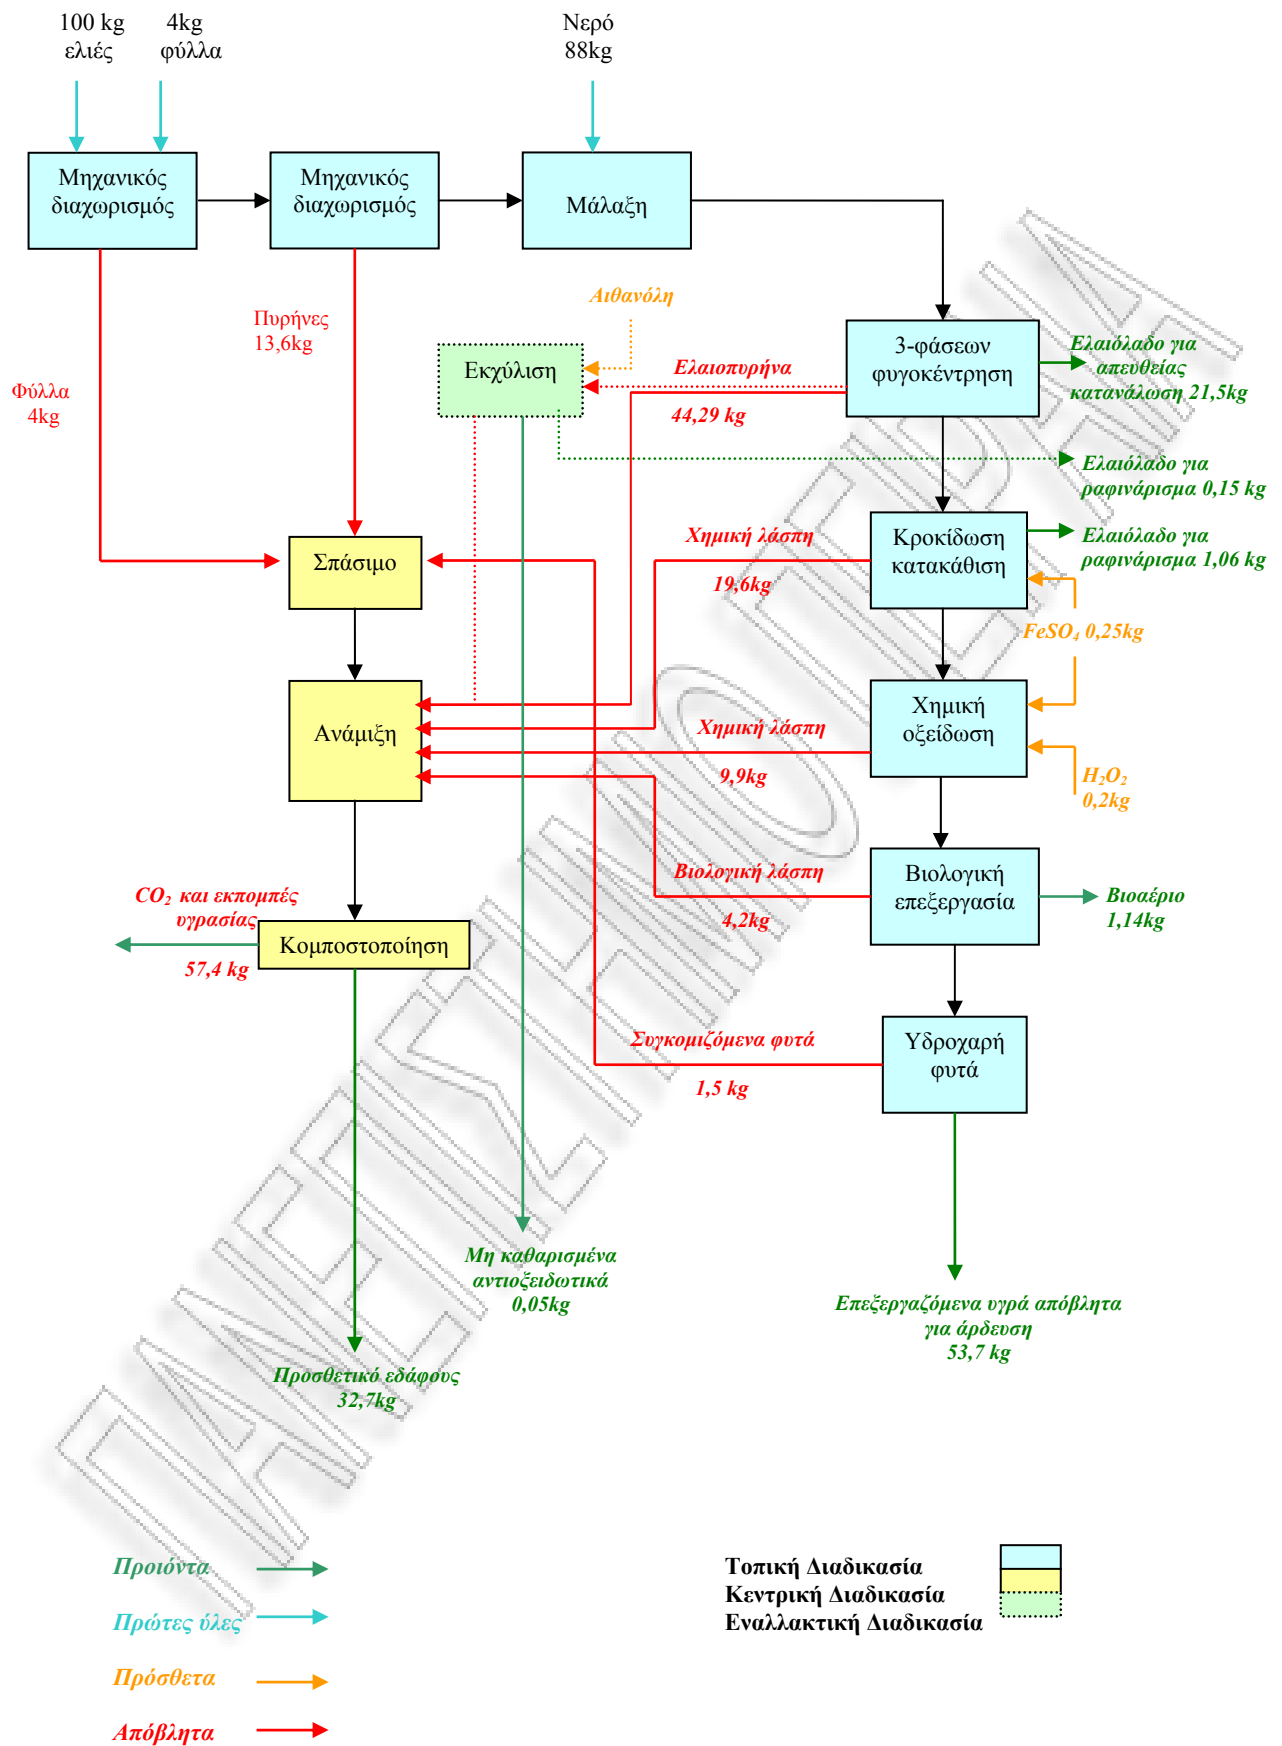 100 kg
ελιές
4kg
φύλλα
Νερό
88kg
Μηχανικός
διαχωρισμός
Μηχανικός
διαχωρισμός
Μάλαξη
Αιθανόλη
Πυρήνες
13,6kg
3-φάσεων
φυγοκέντρηση
Ελαιόλαδο για
απευθείας
κατανάλωση 21,5kg
Εκχύλιση
Ελαιοπυρήνα
44,29 kg
Φύλλα
4kg
Ελαιόλαδο για
ραφινάρισμα 0,15 kg
Χημική λάσπη
19,6kg
Κροκίδωση
κατακάθιση
Ελαιόλαδο για
ραφινάρισμα 1,06 kg
Σπάσιμο
FeSO₄ 0,25kg
Ανάμιξη
Χημική λάσπη
9,9kg
Χημική
οξείδωση
H₂O₂
0,2kg
Βιολογική λάσπη
4,2kg
Βιολογική
επεξεργασία
Βιοαέριο
1,14kg
CO₂ και εκπομπές
υγρασίας
57,4 kg
Κομποστοποίηση
Συγκομιζόμενα φυτά
1,5 kg
Υδροχαρή
φυτά
Μη καθαρισμένα
αντιοξειδωτικά
0,05kg
Επεξεργαζόμενα υγρά απόβλητα
για άρδευση
53,7 kg
Προσθετικό εδάφους
32,7kg
Προιόντα
Πρώτες ύλες
Πρόσθετα
Απόβλητα
Τοπική Διαδικασία
Κεντρική Διαδικασία
Εναλλακτική Διαδικασία
ΠΑΝΕΠΙΣΤΗΜΙΟ ΠΕΙΡΑΙΑ